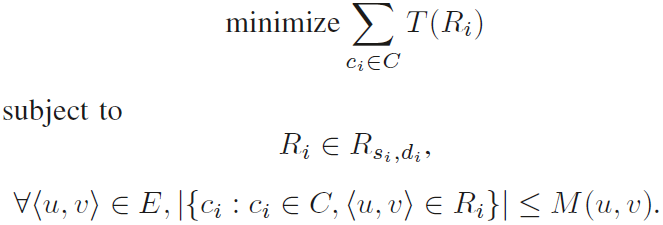 minimize ∑ T(R_i)
c_i∈C
subject to
R_i ∈ R_{s_i,d_i},
∀⟨u, v⟩ ∈ E, |{c_i : c_i ∈ C, ⟨u, v⟩ ∈ R_i}| ≤ M(u, v).